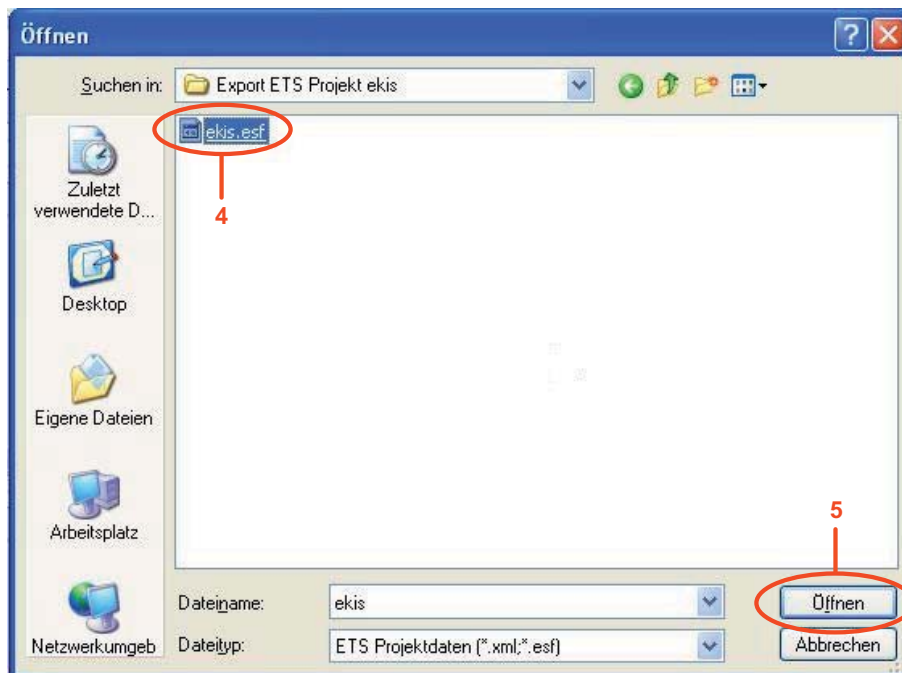 Öffnen
Suchen in: Export ETS Projekt ekis
ekis.esf
4
Zuletzt
verwendete D...
Desktop
Eigene Dateien
Arbeitsplatz
Netzwerkumgeb
5
Dateiname: ekis Öffnen
Dateityp: ETS Projektdaten (*.xml;*.esf) Abbrechen